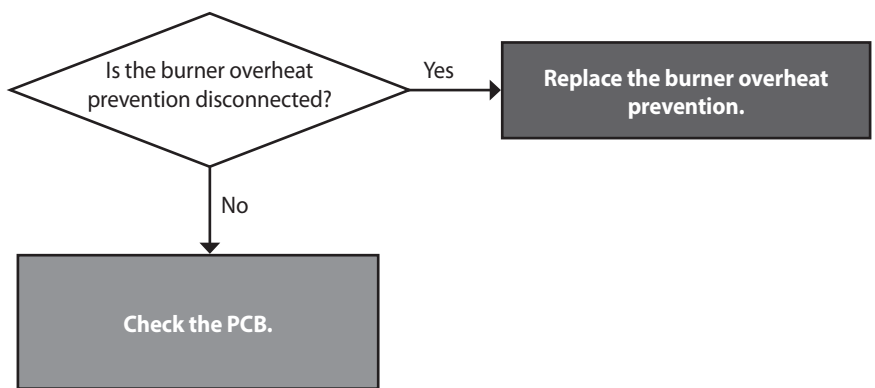 Is the burner overheat
prevention disconnected?
Yes
Replace the burner overheat
prevention.
No
Check the PCB.